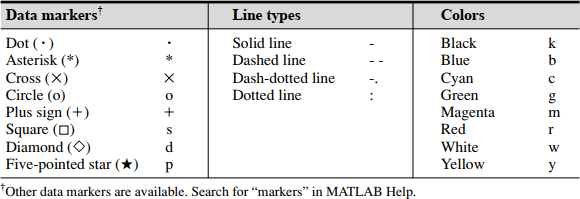 Data markers† Line types Colors
Dot (·) · Solid line - Black k
Asterisk (*) * Dashed line - - Blue b
Cross (×) × Dash-dotted line -. Cyan c
Circle (o) o Dotted line : Green g
Plus sign (+) + Magenta m
Square (□) s Red r
Diamond (◇) d White w
Five-pointed star (★) p Yellow y
†Other data markers are available. Search for “markers” in MATLAB Help.